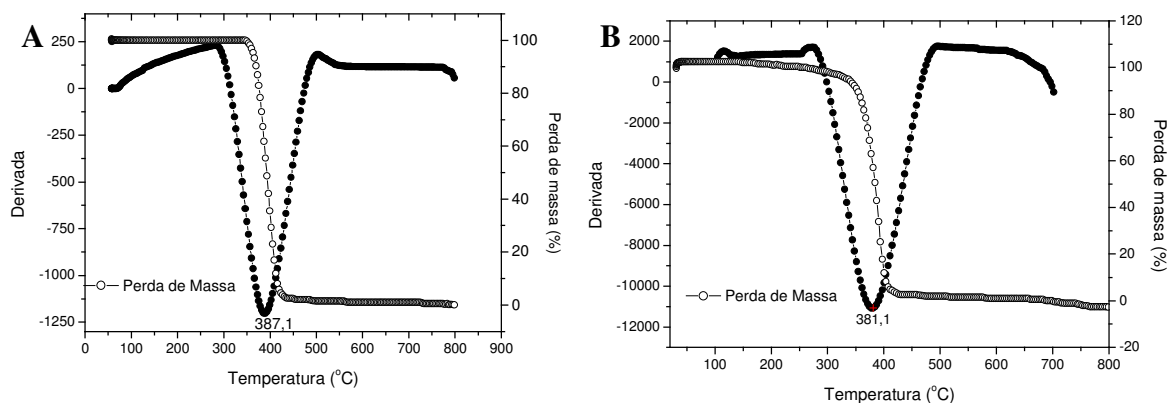 A
250
0
-250
-500
-750
-1000
-1250
Derivada
100
80
60
40
20
0
Perda de massa (%)
Perda de Massa
387,1
0 100 200 300 400 500 600 700 800 900
Temperatura (°C)
B
2000
0
-2000
-4000
-6000
-8000
-10000
-12000
Derivada
120
100
80
60
40
20
0
-20
Perda de massa (%)
Perda de Massa
381,1
100 200 300 400 500 600 700 800
Temperatura (°C)